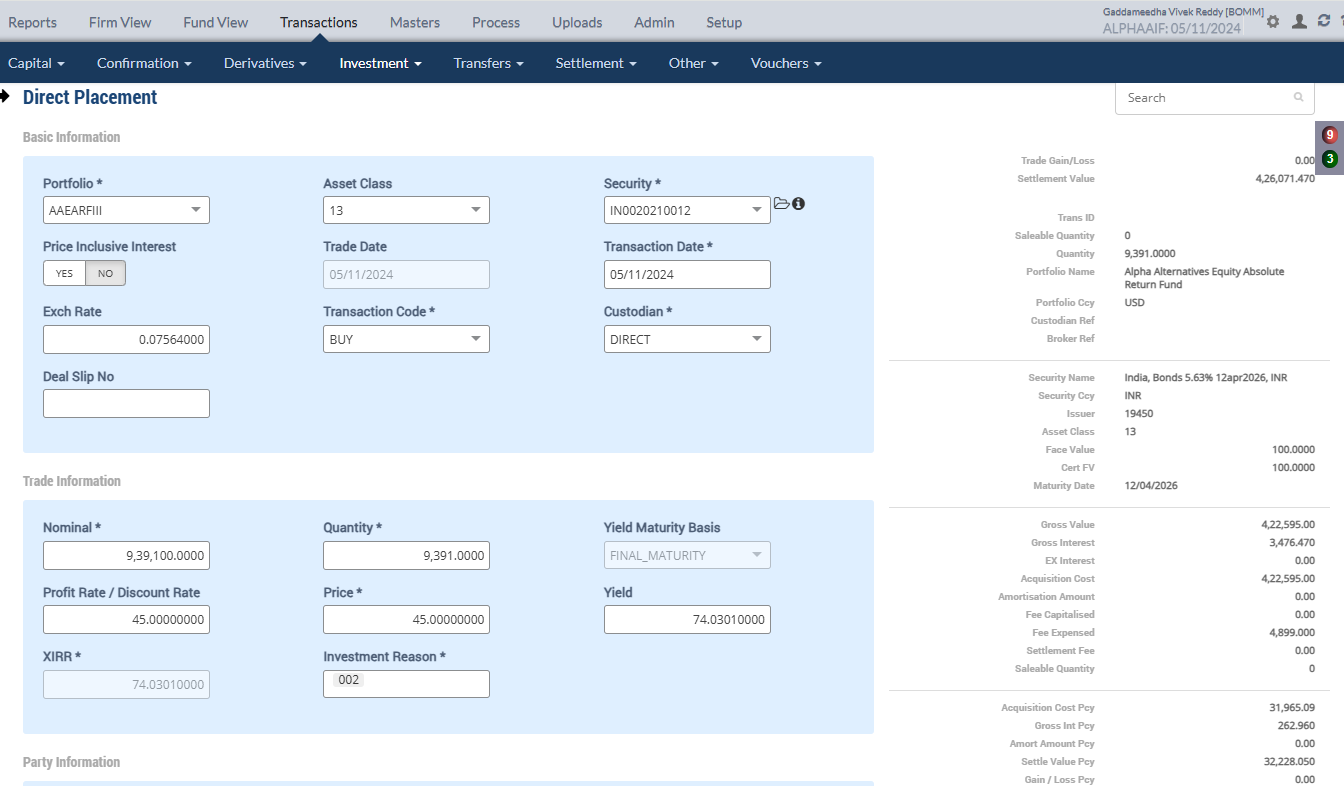 Reports Firm View Fund View Transactions Masters Process Uploads Admin Setup
Gaddameedha Vivek Reddy [BOMM]
ALPHAAIF: 05/11/2024
Capital Confirmation Derivatives Investment Transfers Settlement Other Vouchers
Direct Placement
Search
9
3
Basic Information
Portfolio * Asset Class Security *
AAEARFIII 13 IN0020210012
Price Inclusive Interest Trade Date Transaction Date *
YES NO 05/11/2024 05/11/2024
Exch Rate Transaction Code * Custodian *
0.07564000 BUY DIRECT
Deal Slip No
Trade Information
Nominal * Quantity * Yield Maturity Basis
9,39,100.0000 9,391.0000 FINAL_MATURITY
Profit Rate / Discount Rate Price * Yield
45.00000000 45.00000000 74.03010000
XIRR * Investment Reason *
74.03010000 002
Party Information
Trade Gain/Loss 0.00
Settlement Value 4,26,071.470
Trans ID
Saleable Quantity 0
Quantity 9,391.0000
Portfolio Name Alpha Alternatives Equity Absolute
Return Fund
Portfolio Ccy USD
Custodian Ref
Broker Ref
Security Name India, Bonds 5.63% 12apr2026, INR
Security Ccy INR
Issuer 19450
Asset Class 13
Face Value 100.0000
Cert FV 100.0000
Maturity Date 12/04/2026
Gross Value 4,22,595.00
Gross Interest 3,476.470
EX Interest 0.00
Acquisition Cost 4,22,595.00
Amortisation Amount 0.00
Fee Capitalised 0.00
Fee Expensed 4,899.000
Settlement Fee 0.00
Saleable Quantity 0
Acquisition Cost Pcy 31,965.09
Gross Int Pcy 262.960
Amort Amount Pcy 0.00
Settle Value Pcy 32,228.050
Gain / Loss Pcy 0.00